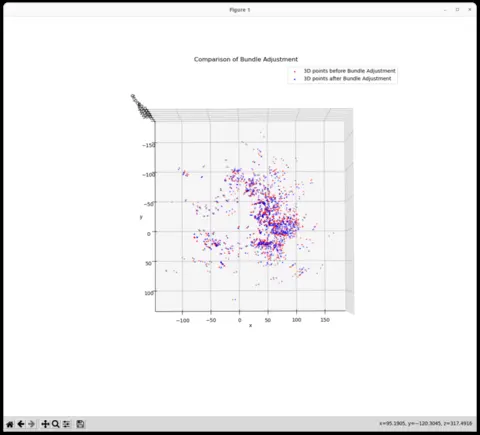 Figure 1
Comparison of Bundle Adjustment
3D points before Bundle Adjustment
3D points after Bundle Adjustment
−150
−100
−50
y
0
50
100
−100 −50 0 50 100 150
x
x=95.1905, y=−120.3045, z=317.4918